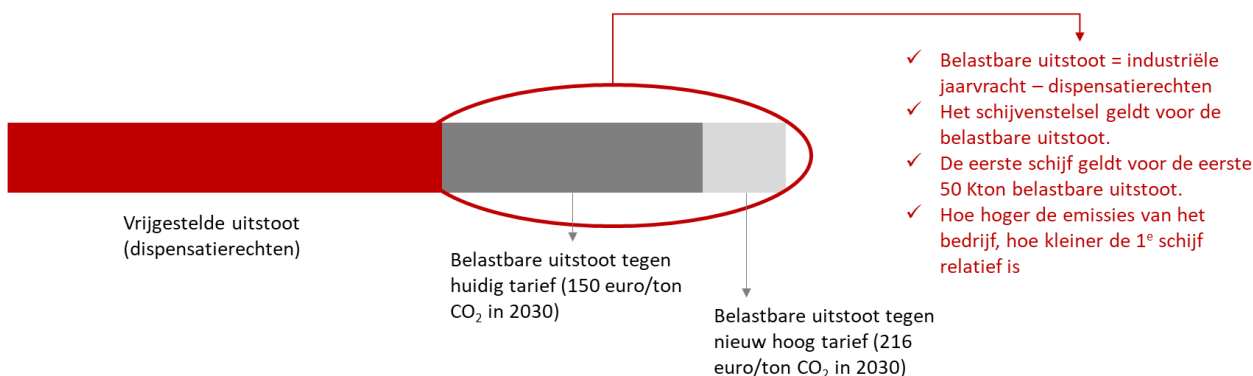 Vrijgestelde uitstoot
(dispensatierechten)
Belastbare uitstoot tegen
huidig tarief (150 euro/ton
CO₂ in 2030)
Belastbare uitstoot tegen
nieuw hoog tarief (216
euro/ton CO₂ in 2030)
✓ Belastbare uitstoot = industriële
jaarvracht – dispensatierechten
✓ Het schijvenstelsel geldt voor de
belastbare uitstoot.
✓ De eerste schijf geldt voor de eerste
50 Kton belastbare uitstoot.
✓ Hoe hoger de emissies van het
bedrijf, hoe kleiner de 1ᵉ schijf
relatief is